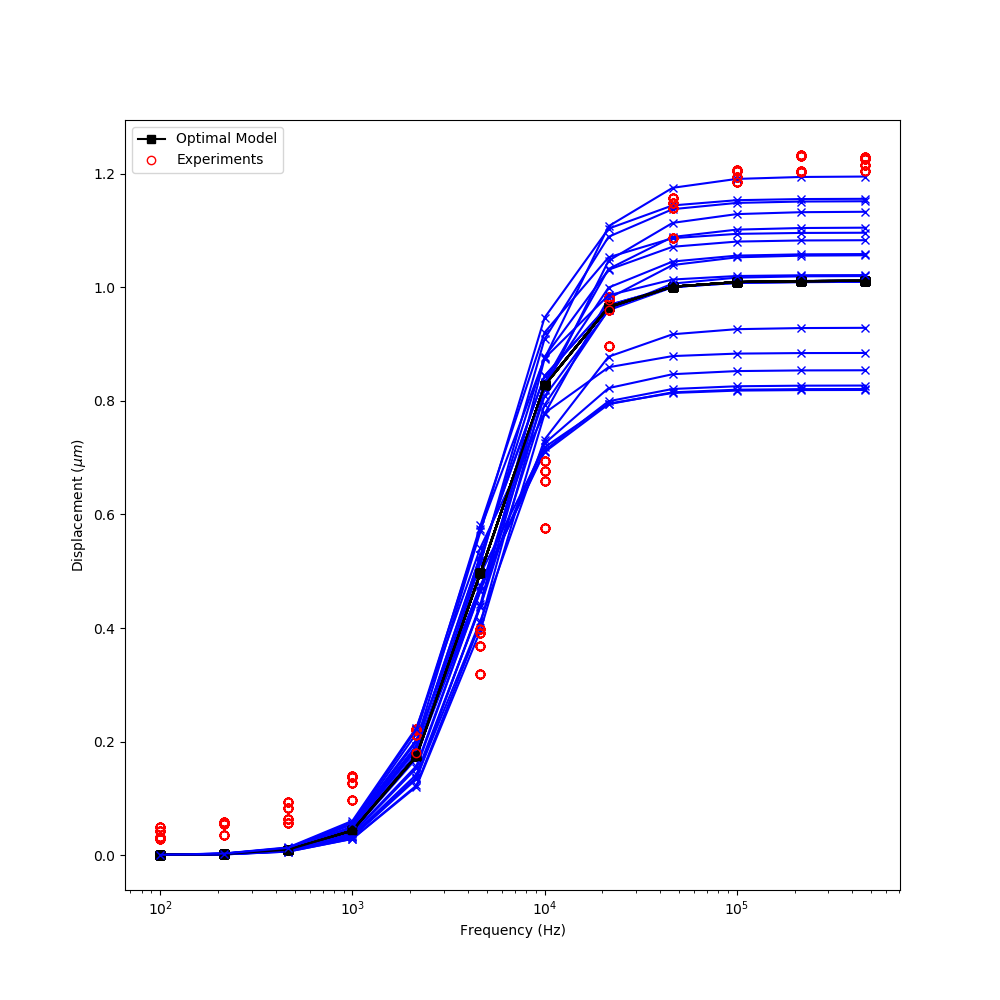 Optimal Model
Experiments
1.2
1.0
0.8
0.6
0.4
0.2
0.0
Displacement (μm)
10²
10³
10⁴
10⁵
Frequency (Hz)